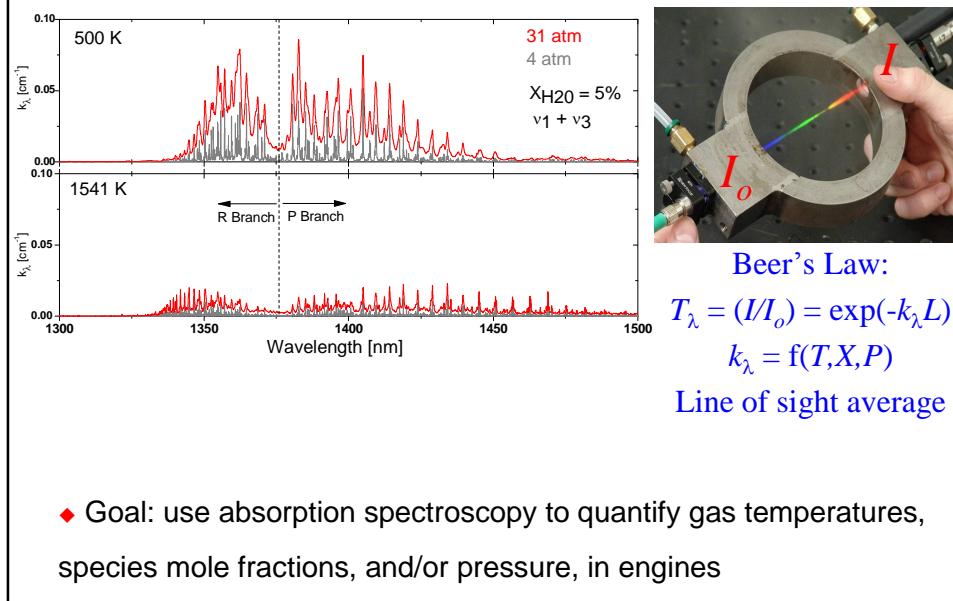 0.10
500 K
31 atm
4 atm
X_H20 = 5%
ν1 + ν3
0.05
k_λ [cm⁻¹]
0.00
0.10
1541 K
R Branch
P Branch
0.05
k_λ [cm⁻¹]
0.00
1300
1350
1400
1450
1500
Wavelength [nm]
I
I_o
Beer’s Law:
T_λ = (I/I_o) = exp(-k_λL)
k_λ = f(T,X,P)
Line of sight average
◆ Goal: use absorption spectroscopy to quantify gas temperatures,
species mole fractions, and/or pressure, in engines